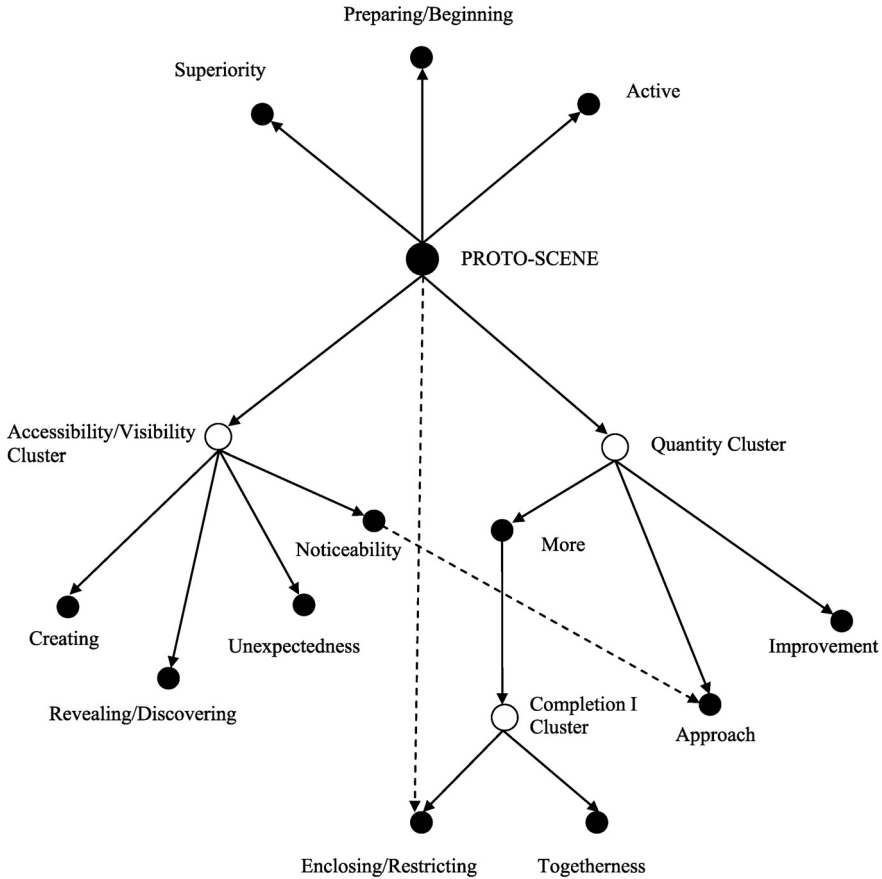 Preparing/Beginning
Superiority
Active
PROTO-SCENE
Accessibility/Visibility
Cluster
Quantity Cluster
Noticeability
More
Creating
Unexpectedness
Improvement
Revealing/Discovering
Completion I
Cluster
Approach
Enclosing/Restricting
Togetherness